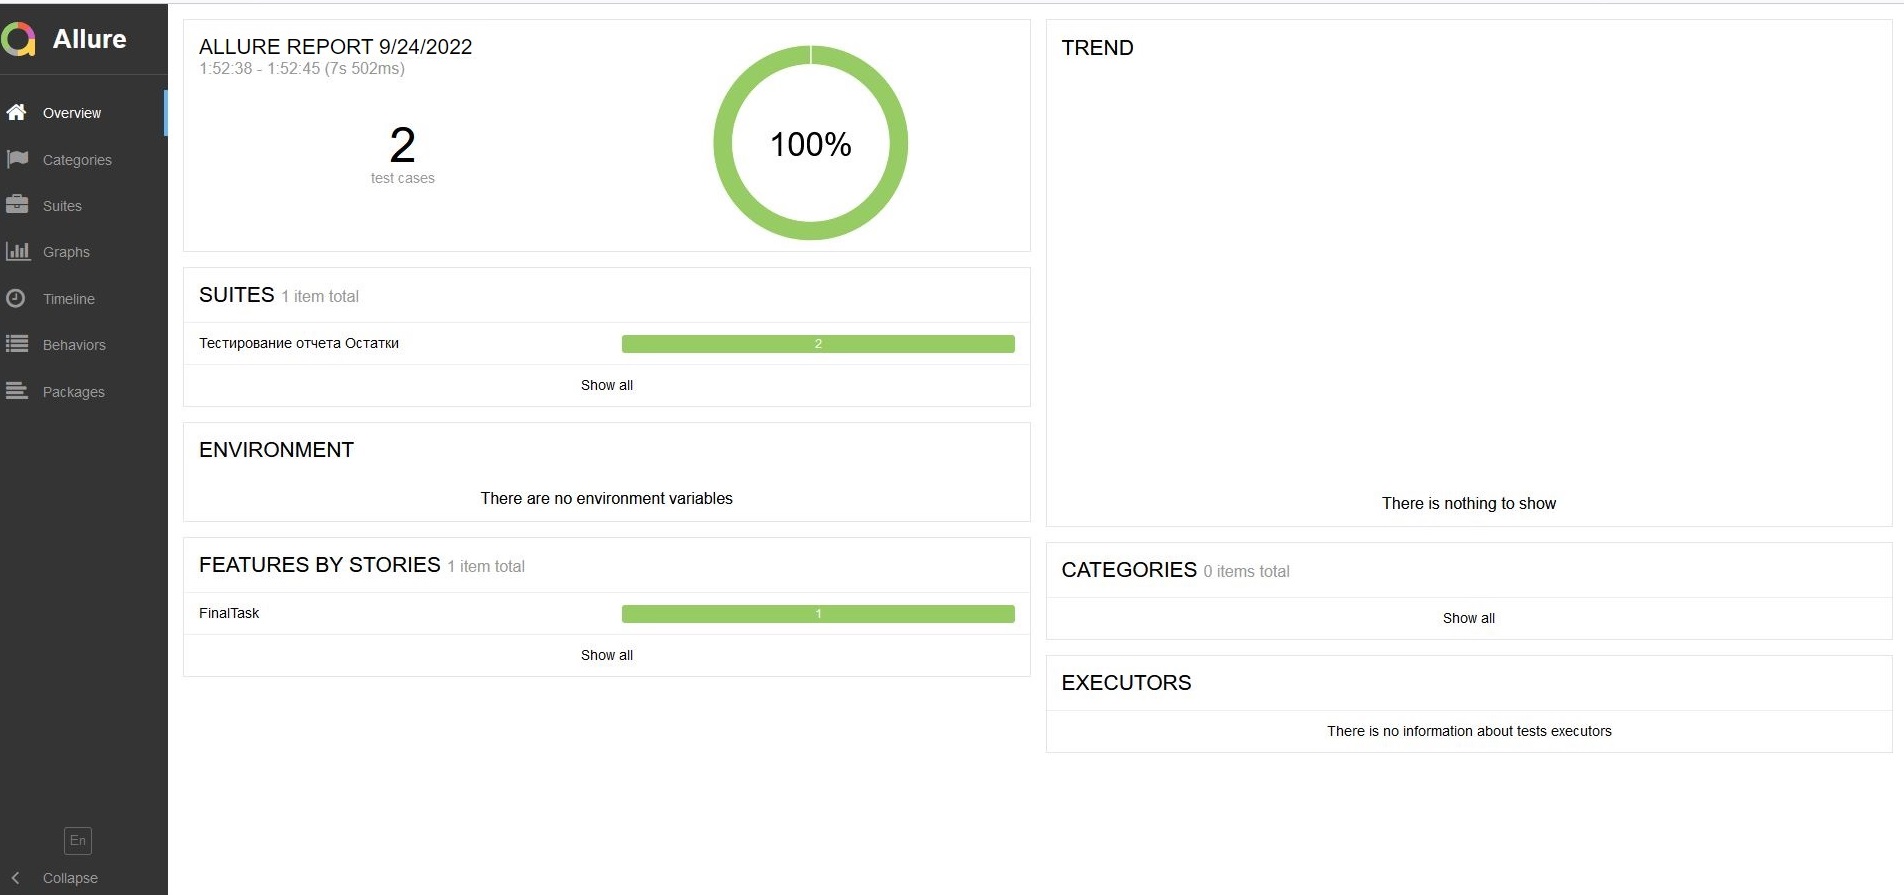 Allure
Overview
Categories
Suites
Graphs
Timeline
Behaviors
Packages
En
Collapse
ALLURE REPORT 9/24/2022
1:52:38 - 1:52:45 (7s 502ms)
2
test cases
100%
SUITES 1 item total
Тестирование отчета Остатки 2
Show all
ENVIRONMENT
There are no environment variables
FEATURES BY STORIES 1 item total
FinalTask 1
Show all
TREND
There is nothing to show
CATEGORIES 0 items total
Show all
EXECUTORS
There is no information about tests executors